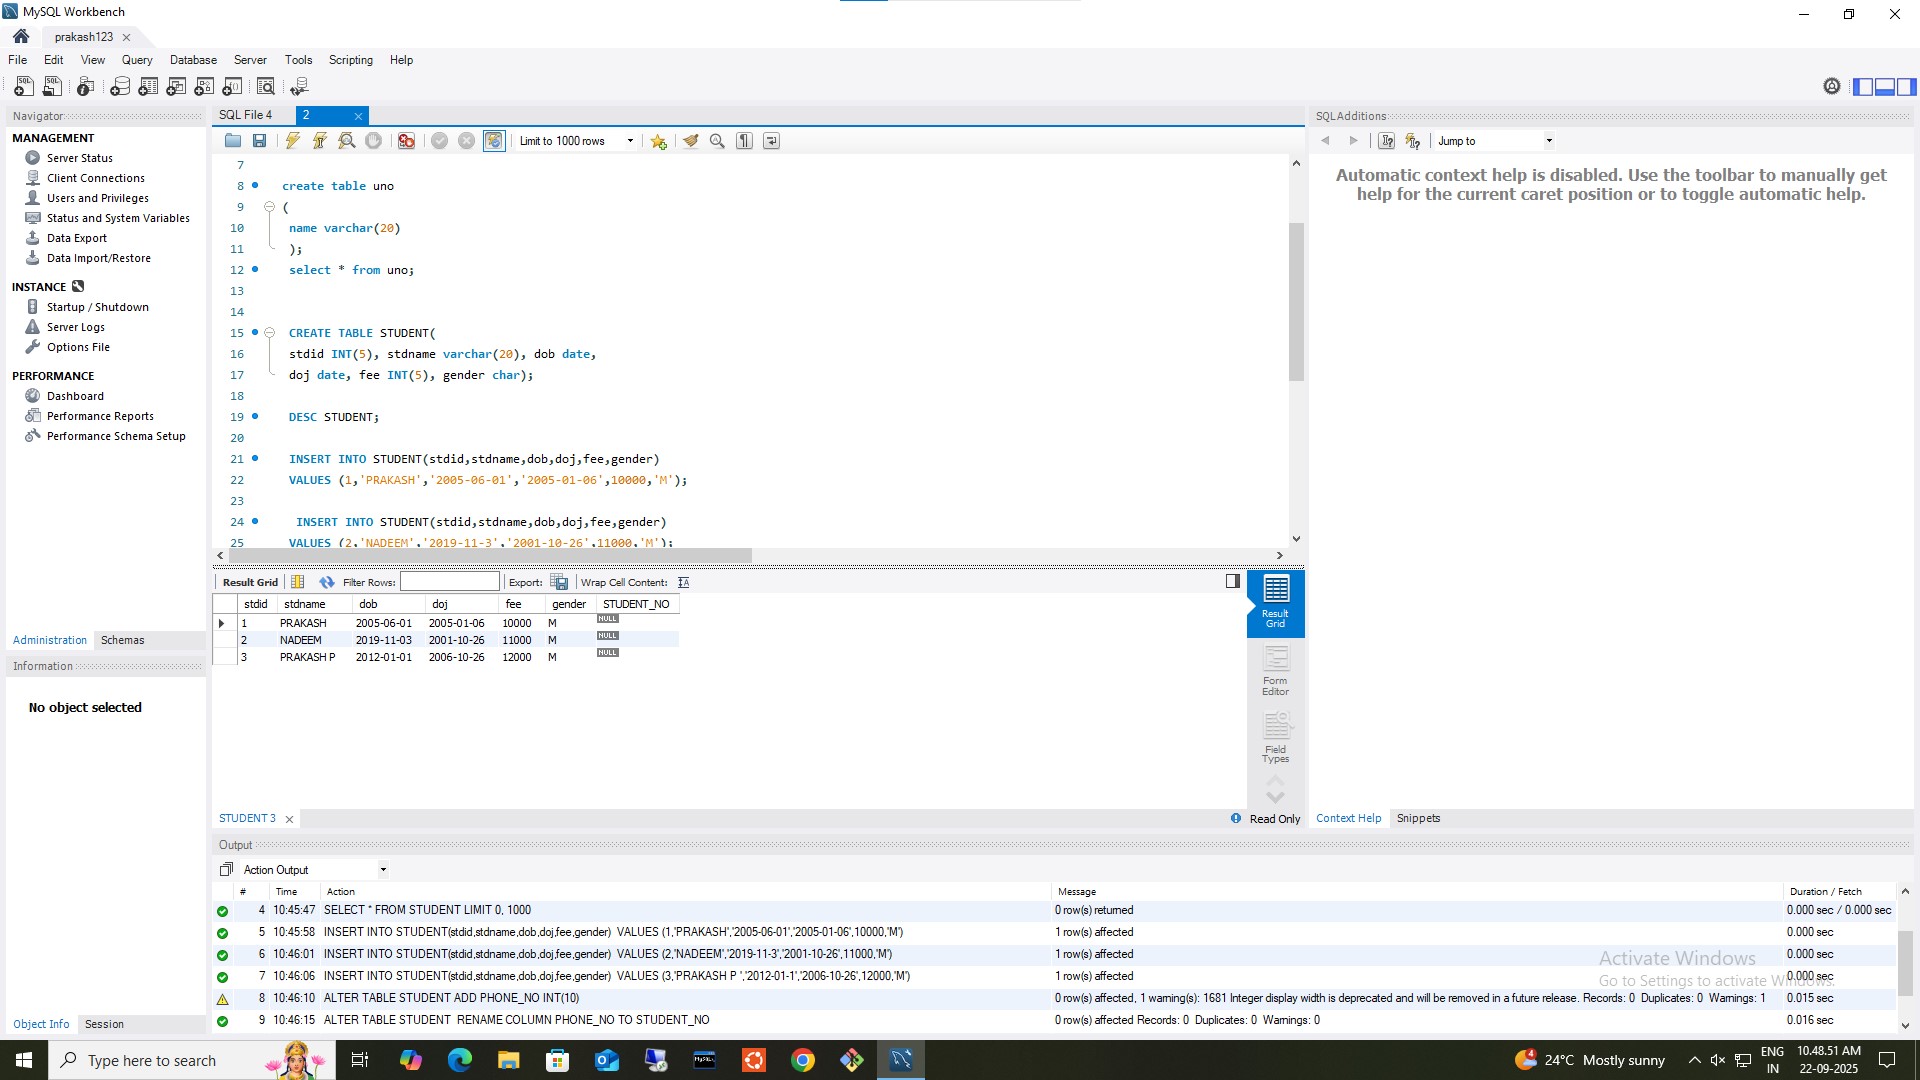 MySQL Workbench
prakash123
File Edit View Query Database Server Tools Scripting Help
Navigator
MANAGEMENT
Server Status
Client Connections
Users and Privileges
Status and System Variables
Data Export
Data Import/Restore
INSTANCE
Startup / Shutdown
Server Logs
Options File
PERFORMANCE
Dashboard
Performance Reports
Performance Schema Setup
Administration Schemas
Information
No object selected
Object Info Session
SQL File 4 2
Limit to 1000 rows
7
8 create table uno
9 (
10 name varchar(20)
11 );
12 select * from uno;
13
14
15 CREATE TABLE STUDENT(
16 stdid INT(5), stdname varchar(20), dob date,
17 doj date, fee INT(5), gender char);
18
19 DESC STUDENT;
20
21 INSERT INTO STUDENT(stdid,stdname,dob,doj,fee,gender)
22 VALUES (1,'PRAKASH','2005-06-01','2005-01-06',10000,'M');
23
24 INSERT INTO STUDENT(stdid,stdname,dob,doj,fee,gender)
25 VALUES (2,'NADEEM','2019-11-3','2001-10-26',11000,'M');
Result Grid Filter Rows: Export: Wrap Cell Content:
stdid stdname dob doj fee gender STUDENT_NO
1 PRAKASH 2005-06-01 2005-01-06 10000 M NULL
2 NADEEM 2019-11-03 2001-10-26 11000 M NULL
3 PRAKASH P 2012-01-01 2006-10-26 12000 M NULL
Result Grid
Form Editor
Field Types
STUDENT 3
Read Only
SQLAdditions
Jump to
Automatic context help is disabled. Use the toolbar to manually get
help for the current caret position or to toggle automatic help.
Context Help Snippets
Output
Action Output
# Time Action Message Duration / Fetch
4 10:45:47 SELECT * FROM STUDENT LIMIT 0, 1000 0 row(s) returned 0.000 sec / 0.000 sec
5 10:45:58 INSERT INTO STUDENT(stdid,stdname,dob,doj,fee,gender) VALUES (1,'PRAKASH','2005-06-01','2005-01-06',10000,'M') 1 row(s) affected 0.000 sec
6 10:46:01 INSERT INTO STUDENT(stdid,stdname,dob,doj,fee,gender) VALUES (2,'NADEEM','2019-11-3','2001-10-26',11000,'M') 1 row(s) affected 0.000 sec
7 10:46:06 INSERT INTO STUDENT(stdid,stdname,dob,doj,fee,gender) VALUES (3,'PRAKASH P ','2012-01-1','2006-10-26',12000,'M') 1 row(s) affected 0.000 sec
8 10:46:10 ALTER TABLE STUDENT ADD PHONE_NO INT(10) 0 row(s) affected, 1 warning(s): 1681 Integer display width is deprecated and will be removed in a future release. Records: 0 Duplicates: 0 Warnings: 1 0.015 sec
9 10:46:15 ALTER TABLE STUDENT RENAME COLUMN PHONE_NO TO STUDENT_NO 0 row(s) affected Records: 0 Duplicates: 0 Warnings: 0 0.016 sec
Activate Windows
Go to Settings to activate Windows.
Type here to search
24°C Mostly sunny
ENG
IN
10.48.51 AM
22-09-2025